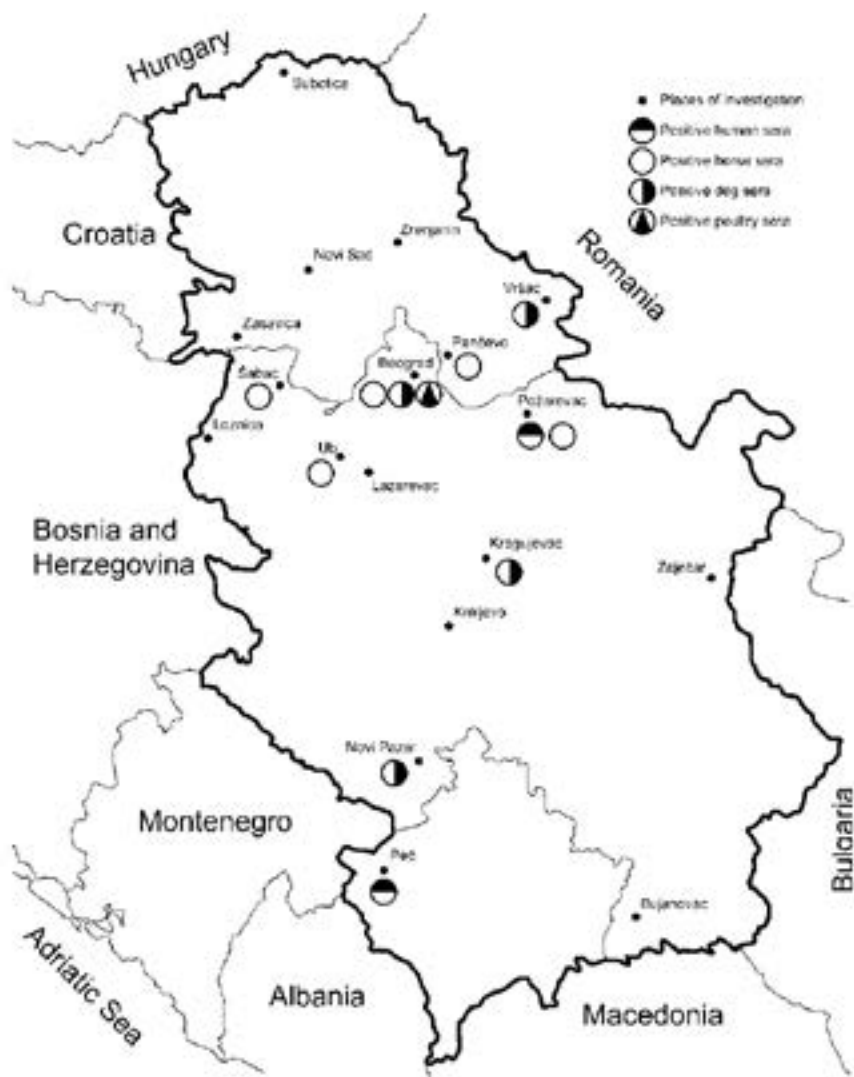 Hungary
Subotica
Places of investigation
Positive human sera
Positive horse sera
Positive dog sera
Positive poultry sera
Croatia
Zrenjanin
Novi Sad
Romania
Vršac
Zasavica
Pančevo
Beograd
Šabac
Požarevac
Loznica
Ub
Lazarevac
Bosnia and
Herzegovina
Kragujevac
Zaječar
Kraljevo
Novi Pazar
Montenegro
Bulgaria
Peć
Bujanovac
Adriatic Sea
Albania
Macedonia